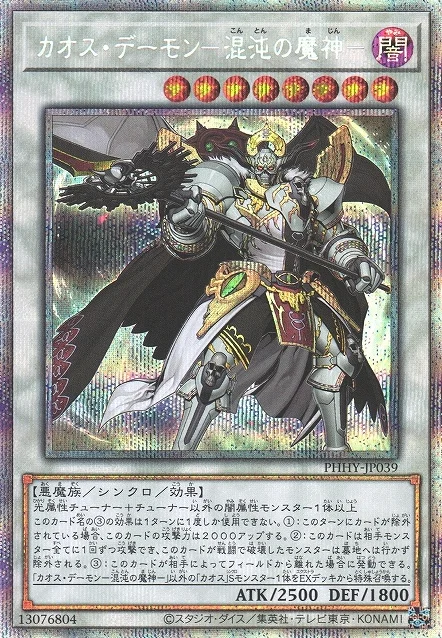 カオス・デーモン―混沌の魔神―
闇
PHHY-JP039
【悪魔族／シンクロ／効果】
光属性チューナー＋チューナー以外の闇属性モンスター1体以上
このカード名の③の効果は1ターンに1度しか使用できない。①：このターンにカードが除外
されている場合、このカードの攻撃力は２０００アップする。②：このカードは相手モンス
ター全てに1回ずつ攻撃でき、このカードが戦闘で破壊したモンスターは墓地へは行かず
除外される。③：このカードが相手によってフィールドから離れた場合に発動できる。
「カオス・デーモン―混沌の魔神―」以外の「カオス」Sモンスター1体をEXデッキから特殊召喚する。
ATK/2500 DEF/1800
13076804
©スタジオ・ダイス／集英社・テレビ東京・KONAMI